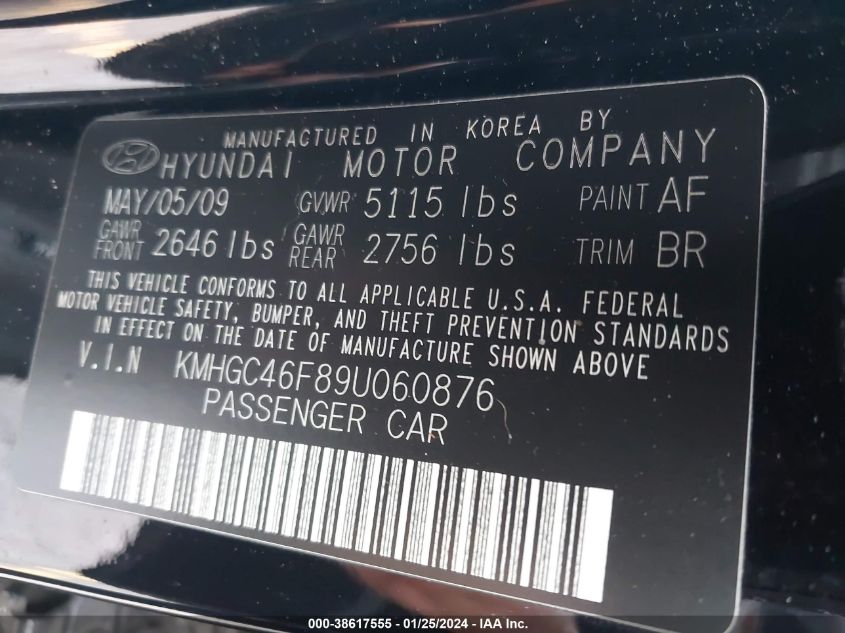 MANUFACTURED IN KOREA BY
HYUNDAI MOTOR COMPANY
MAY/05/09 GVWR 5115 lbs PAINT AF
GAWR FRONT 2646 lbs GAWR REAR 2756 lbs TRIM BR
THIS VEHICLE CONFORMS TO ALL APPLICABLE U.S.A. FEDERAL
MOTOR VEHICLE SAFETY, BUMPER, AND THEFT PREVENTION STANDARDS
IN EFFECT ON THE DATE OF MANUFACTURE SHOWN ABOVE
V.I.N KMHGC46F89U060876
PASSENGER CAR
000-38617555 - 01/25/2024 - IAA Inc.